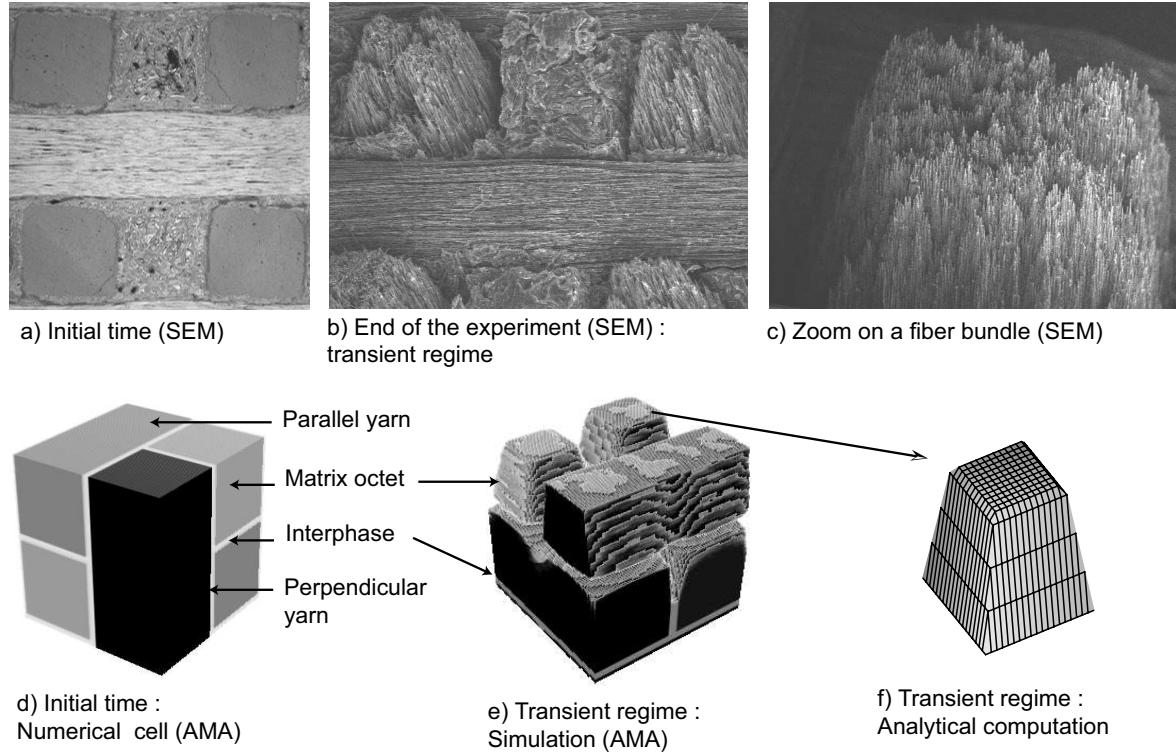 a) Initial time (SEM)
b) End of the experiment (SEM) :
transient regime
c) Zoom on a fiber bundle (SEM)
Parallel yarn
Matrix octet
Interphase
Perpendicular
yarn
d) Initial time :
Numerical cell (AMA)
e) Transient regime :
Simulation (AMA)
f) Transient regime :
Analytical computation